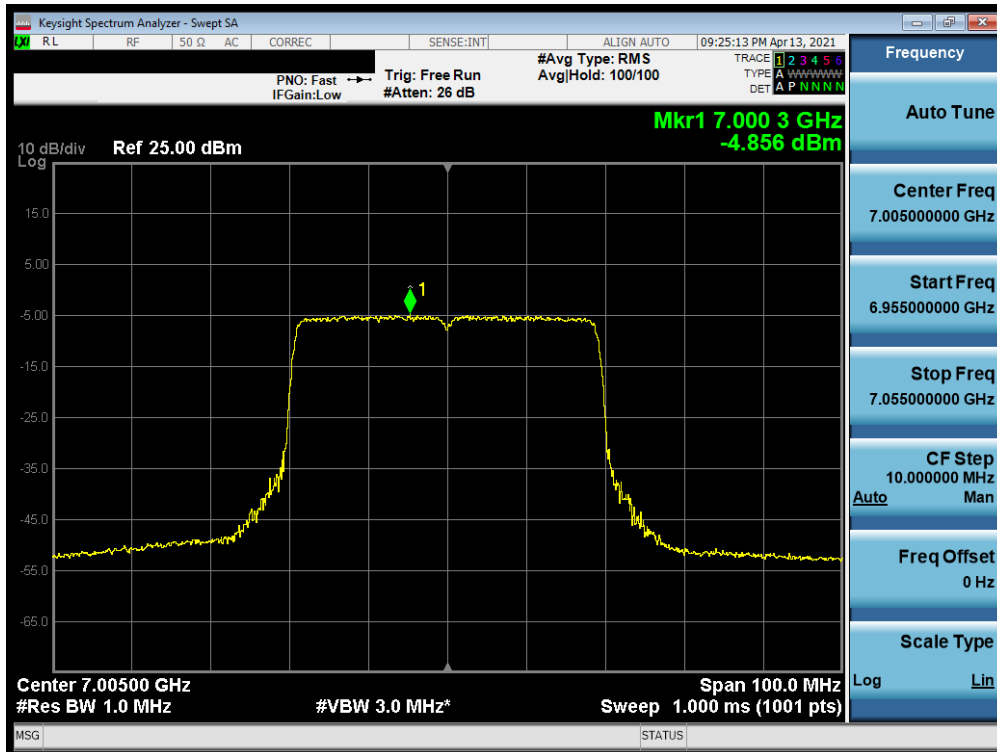 Keysight Spectrum Analyzer - Swept SA
LXI RL RF 50 Ω AC CORREC SENSE:INT ALIGN AUTO 09:25:13 PM Apr 13, 2021
PNO: Fast
IFGain:Low
Trig: Free Run
#Atten: 26 dB
#Avg Type: RMS
Avg|Hold: 100/100
TRACE 1 2 3 4 5 6
TYPE A WWWWW
DET A P N N N N
Mkr1 7.000 3 GHz
-4.856 dBm
10 dB/div Ref 25.00 dBm
Log
15.0
5.00
-5.00
-15.0
-25.0
-35.0
-45.0
-55.0
-65.0
1
Center 7.00500 GHz Span 100.0 MHz
#Res BW 1.0 MHz #VBW 3.0 MHz* Sweep 1.000 ms (1001 pts)
MSG STATUS
Frequency
Auto Tune
Center Freq
7.005000000 GHz
Start Freq
6.955000000 GHz
Stop Freq
7.055000000 GHz
CF Step
10.000000 MHz
Auto Man
Freq Offset
0 Hz
Scale Type
Log Lin